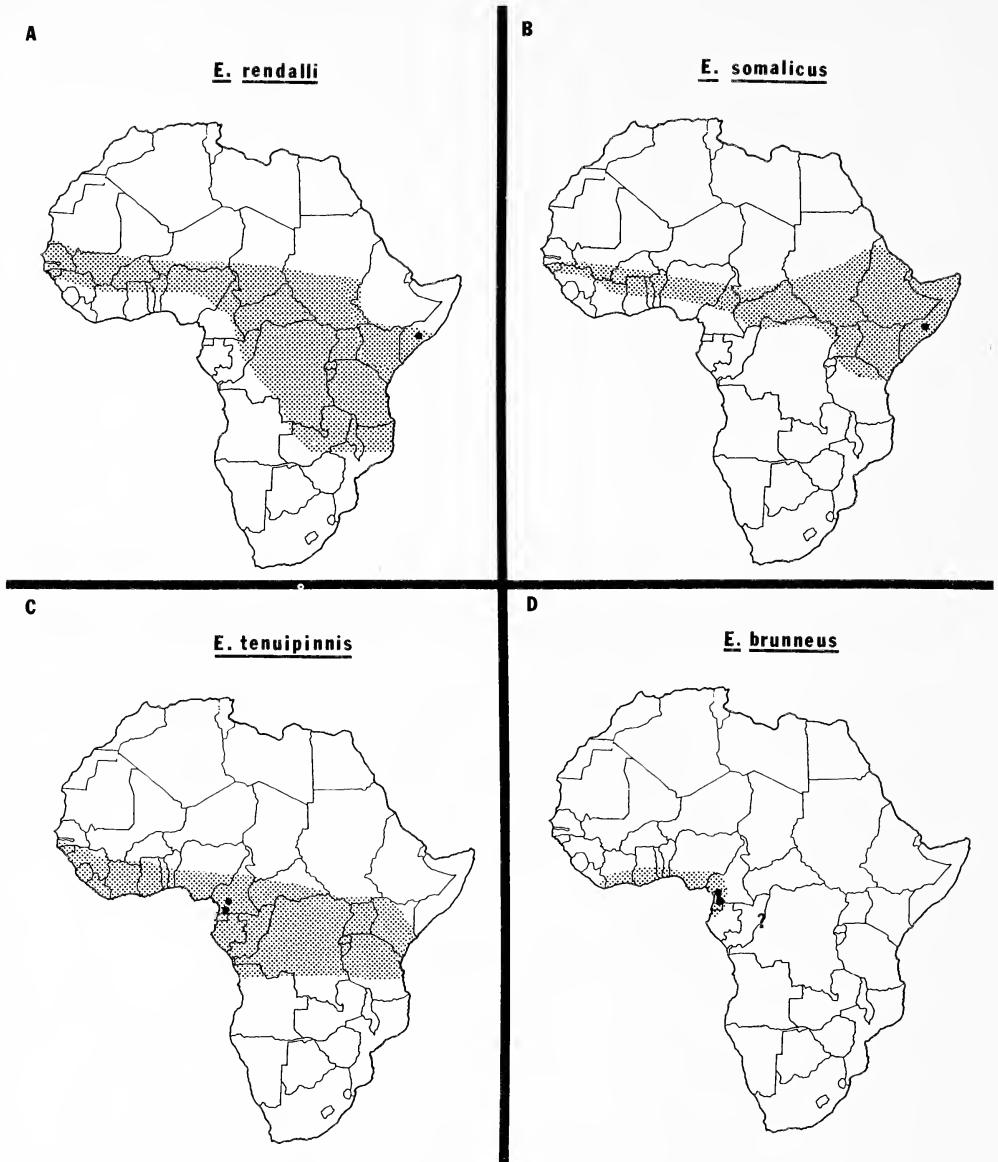 A
E. rendalli
B
E. somalicus
C
E. tenuipinnis
D
E. brunneus
?